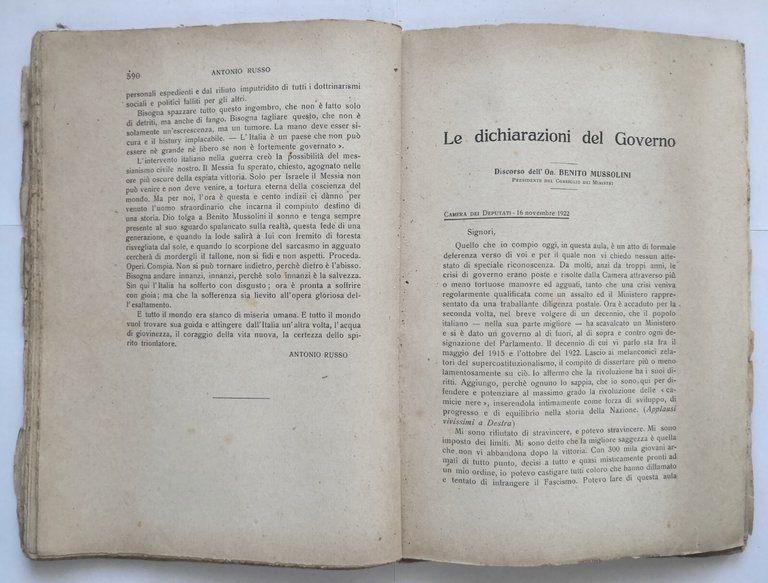 590 ANTONIO RUSSO
personali espedienti e dal rifiuto imputridito di tutti i dottrinarismi
sociali e politici falliti per gli altri.
Bisogna spazzare tutto questo ingombro, che non è fatto solo
di detriti, ma anche di fango. Bisogna tagliare questo, che non è
solamente un'escrescenza, ma un tumore. La mano deve esser si-
cura e il bistury implacabile. — L'Italia è un paese che non può
essere nè grande nè libero se non è fortemente governato ».
L'intervento italiano nella guerra creò la possibilità del mes-
sianismo civile nostro. Il Messia fu sperato, chiesto, agognato nelle
ore più oscure della espiata vittoria. Solo per Israele il Messia non
può venire e non deve venire, a tortura eterna della coscienza del
mondo. Ma per noi, l'ora è questa e cento indizii ci dànno per
venuto l'uomo straordinario che incarna il compiuto destino di
una storia. Dio tolga a Benito Mussolini il sonno e tenga sempre
presente al suo sguardo spalancato sulla realtà, questa fede di una
generazione, e quando la lode salirà a lui con fremito di foresta
risvegliata dal sole, e quando lo scorpione del sarcasmo in agguato
cercherà di mordergli il tallone, non si fidi e non aspetti. Proceda.
Operi. Compia. Non si può tornare indietro, perchè dietro è l'abisso.
Bisogna andare innanzi, innanzi, perchè solo innanzi è la salvezza.
Sin qui l'Italia ha sofferto con disgusto; ora è pronta a soffrire
con gioia; ma che la sofferenza sia lievito all'opera gloriosa del-
l'esaltamento.
E tutto il mondo era stanco di miseria umana. E tutto il mondo
vuol trovare sua guida e attingere dall'Italia un'altra volta, l'acqua
di giovinezza, il coraggio della vita nuova, la certezza dello spi-
rito trionfatore.
ANTONIO RUSSO
Le dichiarazioni del Governo
Discorso dell'On. BENITO MUSSOLINI
PRESIDENTE DEL CONSIGLIO DEI MINISTRI
CAMERA DEI DEPUTATI - 16 novembre 1922
Signori,
Quello che io compio oggi, in questa aula, è un atto di formale
deferenza verso di voi e per il quale non vi chiedo nessun atte-
stato di speciale riconoscenza. Da molti, anzi da troppi anni, le
crisi di governo erano poste e risolte dalla Camera attraverso più
o meno tortuose manovre ed agguati, tanto che una crisi veniva
regolarmente qualificata come un assalto ed il Ministero rappre-
sentato da una traballante diligenza postale. Ora è accaduto per la
seconda volta, nel breve volgere di un decennio, che il popolo
italiano — nella sua parte migliore — ha scavalcato un Ministero
e si è dato un governo al di fuori, al di sopra e contro ogni de-
signazione del Parlamento. Il decennio di cui vi parlo sta fra il
maggio del 1915 e l'ottobre del 1922. Lascio ai melanconici zela-
tori del supercostituzionalismo, il compito di dissertare più o meno
lamentosamente su ciò. Io affermo che la rivoluzione ha i suoi di-
ritti. Aggiungo, perchè ognuno lo sappia, che io sono qui per di-
fendere e potenziare al massimo grado la rivoluzione delle « ca-
micie nere », inserendola intimamente come forza di sviluppo, di
progresso e di equilibrio nella storia della Nazione. (Applausi
vivissimi a Destra)
Mi sono rifiutato di stravincere, e potevo stravincere. Mi sono
imposto dei limiti. Mi sono detto che la migliore saggezza è quella
che non vi abbandona dopo la vittoria. Con 300 mila giovani ar-
mati di tutto punto, decisi a tutto e quasi misticamente pronti ad
un mio ordine, io potevo castigare tutti coloro che hanno diffamato
e tentato di infrangere il Fascismo. Potevo fare di questa aula